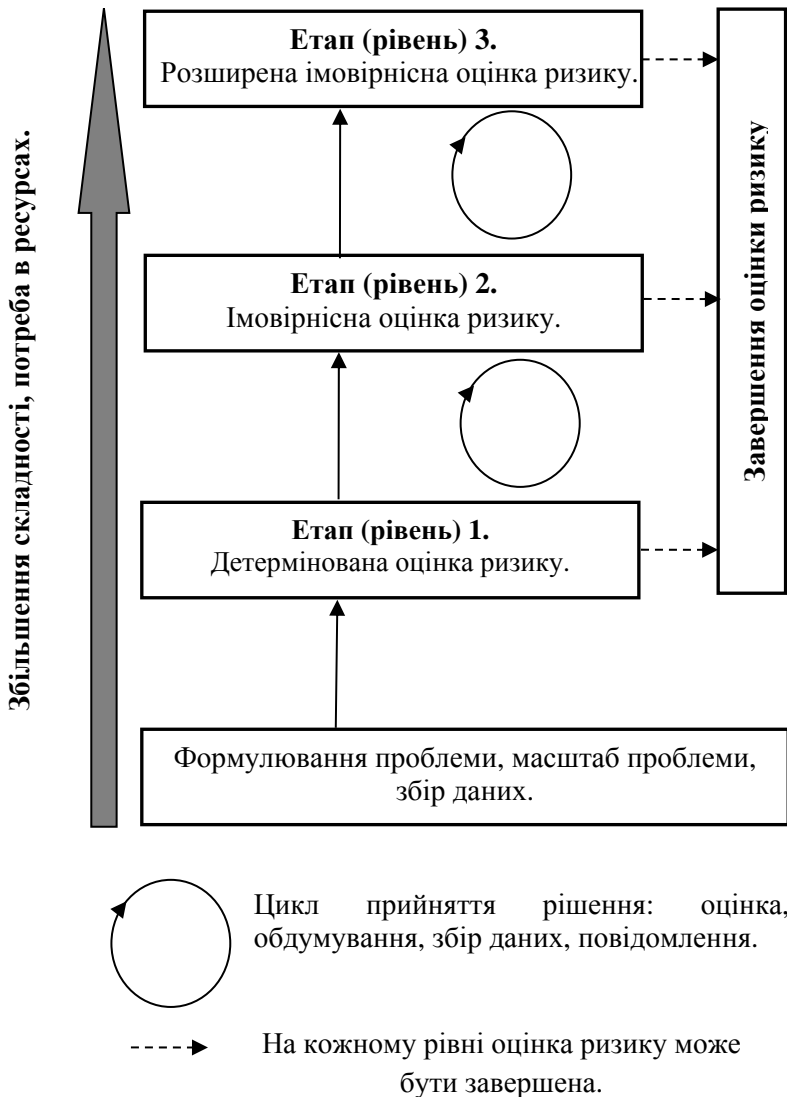 Збільшення складності, потреба в ресурсах.
Етап (рівень) 3.
Розширена імовірнісна оцінка ризику.
Етап (рівень) 2.
Імовірнісна оцінка ризику.
Етап (рівень) 1.
Детермінована оцінка ризику.
Завершення оцінки ризику
Формулювання проблеми, масштаб проблеми,
збір даних.
Цикл прийняття рішення: оцінка,
обдумування, збір даних, повідомлення.
На кожному рівні оцінка ризику може
бути завершена.